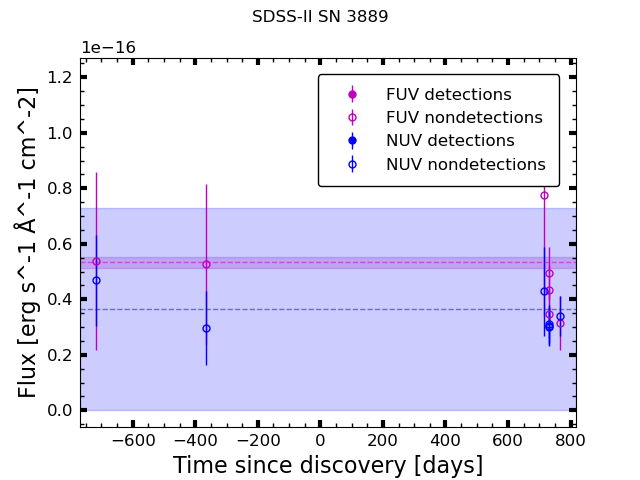 SDSS-II SN 3889
1e−16
FUV detections
FUV nondetections
NUV detections
NUV nondetections
1.2
1.0
0.8
0.6
0.4
0.2
0.0
Flux [erg s^-1 Å^-1 cm^-2]
−600 −400 −200 0 200 400 600 800
Time since discovery [days]